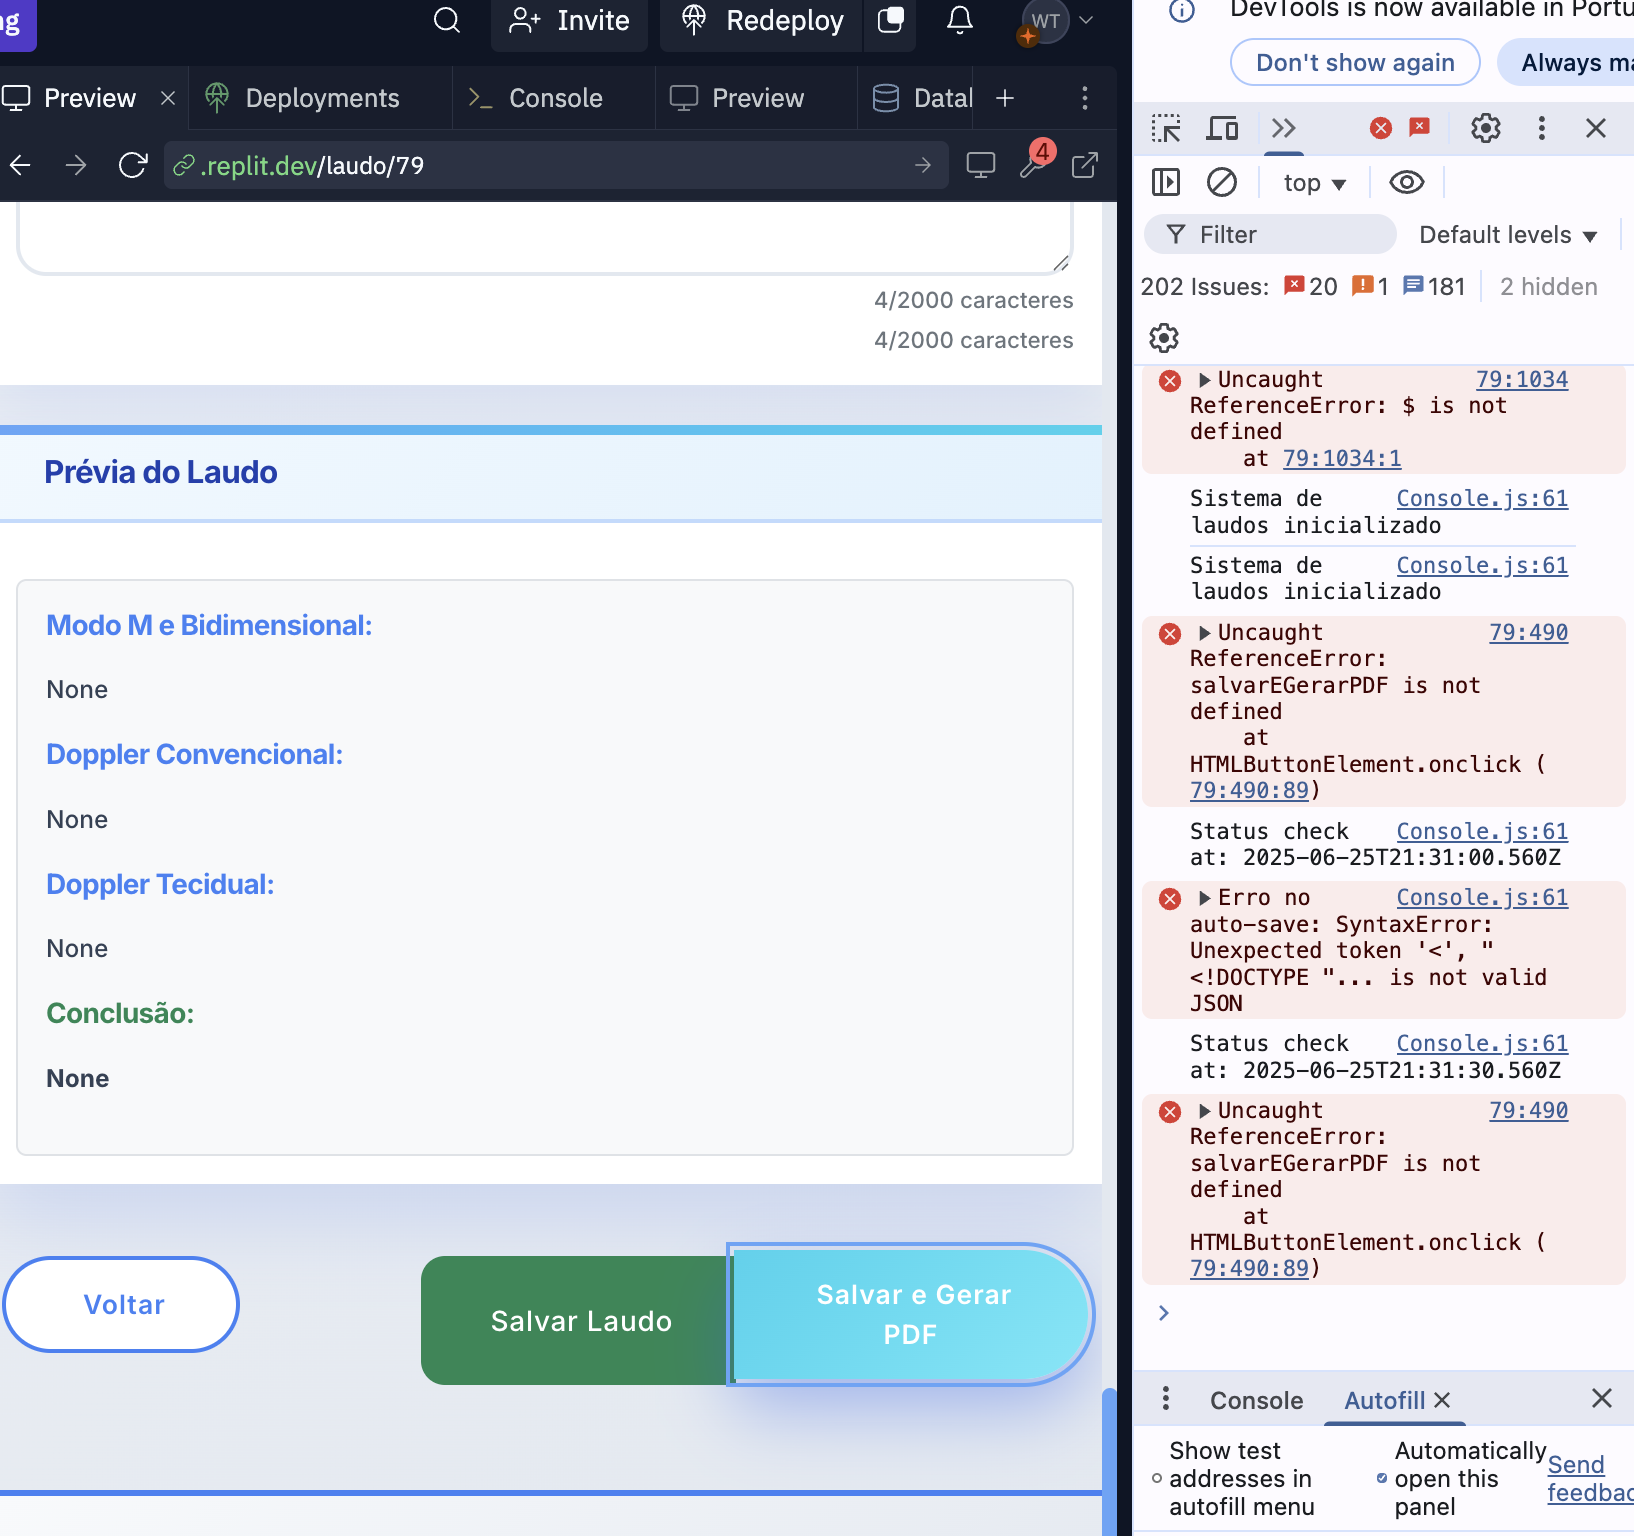 ng
Invite
Redeploy
WT
Preview
Deployments
Console
Preview
Datal
.replit.dev/laudo/79
4
4/2000 caracteres
4/2000 caracteres
Prévia do Laudo
Modo M e Bidimensional:
None
Doppler Convencional:
None
Doppler Tecidual:
None
Conclusão:
None
Voltar
Salvar Laudo
Salvar e Gerar
PDF
DevTools is now available in Portu
Don't show again
Always ma
top
Filter
Default levels
202 Issues: 20 1 181 2 hidden
Uncaught 79:1034
ReferenceError: $ is not
defined
at 79:1034:1
Sistema de Console.js:61
laudos inicializado
Sistema de Console.js:61
laudos inicializado
Uncaught 79:490
ReferenceError:
salvarEGerarPDF is not
defined
at
HTMLButtonElement.onclick (
79:490:89)
Status check Console.js:61
at: 2025-06-25T21:31:00.560Z
Erro no Console.js:61
auto-save: SyntaxError:
Unexpected token '<', "
<!DOCTYPE "... is not valid
JSON
Status check Console.js:61
at: 2025-06-25T21:31:30.560Z
Uncaught 79:490
ReferenceError:
salvarEGerarPDF is not
defined
at
HTMLButtonElement.onclick (
79:490:89)
Console
Autofill
Show test
addresses in
autofill menu
Automatically
open this
panel
Send
feedbac